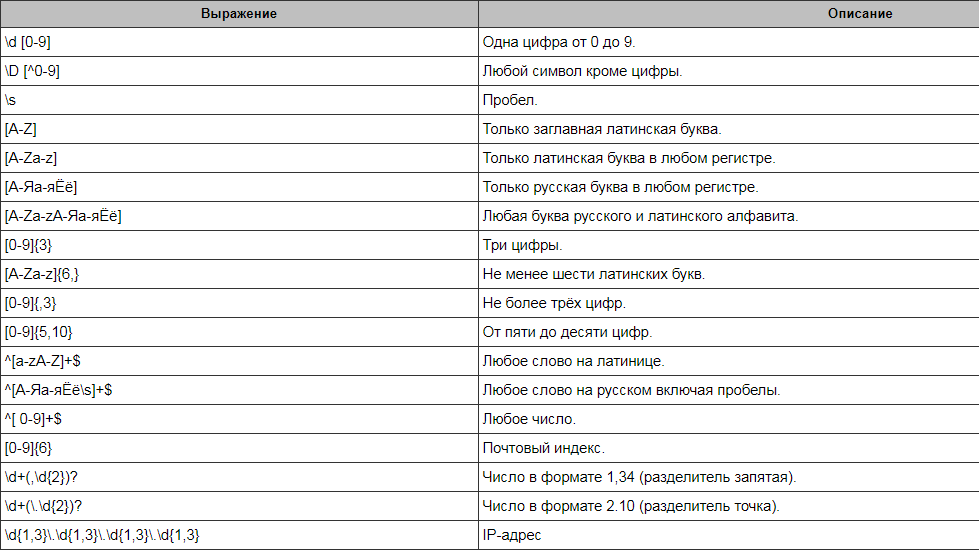 Выражение Описание
\d [0-9] Одна цифра от 0 до 9.
\D [^0-9] Любой символ кроме цифры.
\s Пробел.
[A-Z] Только заглавная латинская буква.
[A-Za-z] Только латинская буква в любом регистре.
[А-Яа-яЁё] Только русская буква в любом регистре.
[A-Za-zА-Яа-яЁё] Любая буква русского и латинского алфавита.
[0-9]{3} Три цифры.
[A-Za-z]{6,} Не менее шести латинских букв.
[0-9]{,3} Не более трёх цифр.
[0-9]{5,10} От пяти до десяти цифр.
^[a-zA-Z]+$ Любое слово на латинице.
^[А-Яа-яЁё\s]+$ Любое слово на русском включая пробелы.
^[ 0-9]+$ Любое число.
[0-9]{6} Почтовый индекс.
\d+(,\d{2})? Число в формате 1,34 (разделитель запятая).
\d+(\.\d{2})? Число в формате 2.10 (разделитель точка).
\d{1,3}\.\d{1,3}\.\d{1,3}\.\d{1,3} IP-адрес